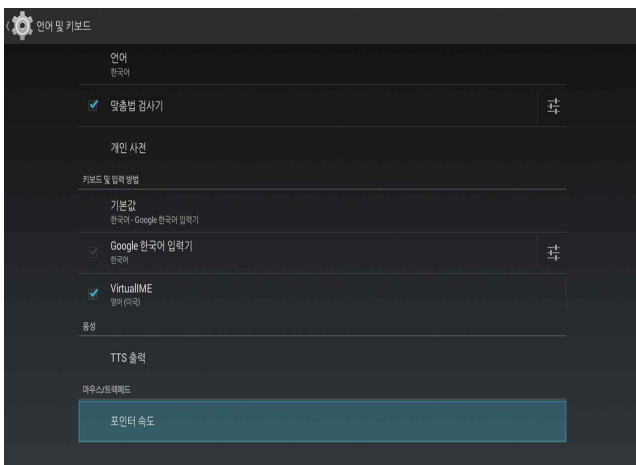 언어 및 키보드
언어
한국어
맞춤법 검사기
개인 사전
키보드 및 입력 방법
기본값
한국어 - Google 한국어 입력기
Google 한국어 입력기
한국어
VirtualIME
영어 (미국)
음성
TTS 출력
마우스/트랙패드
포인터 속도